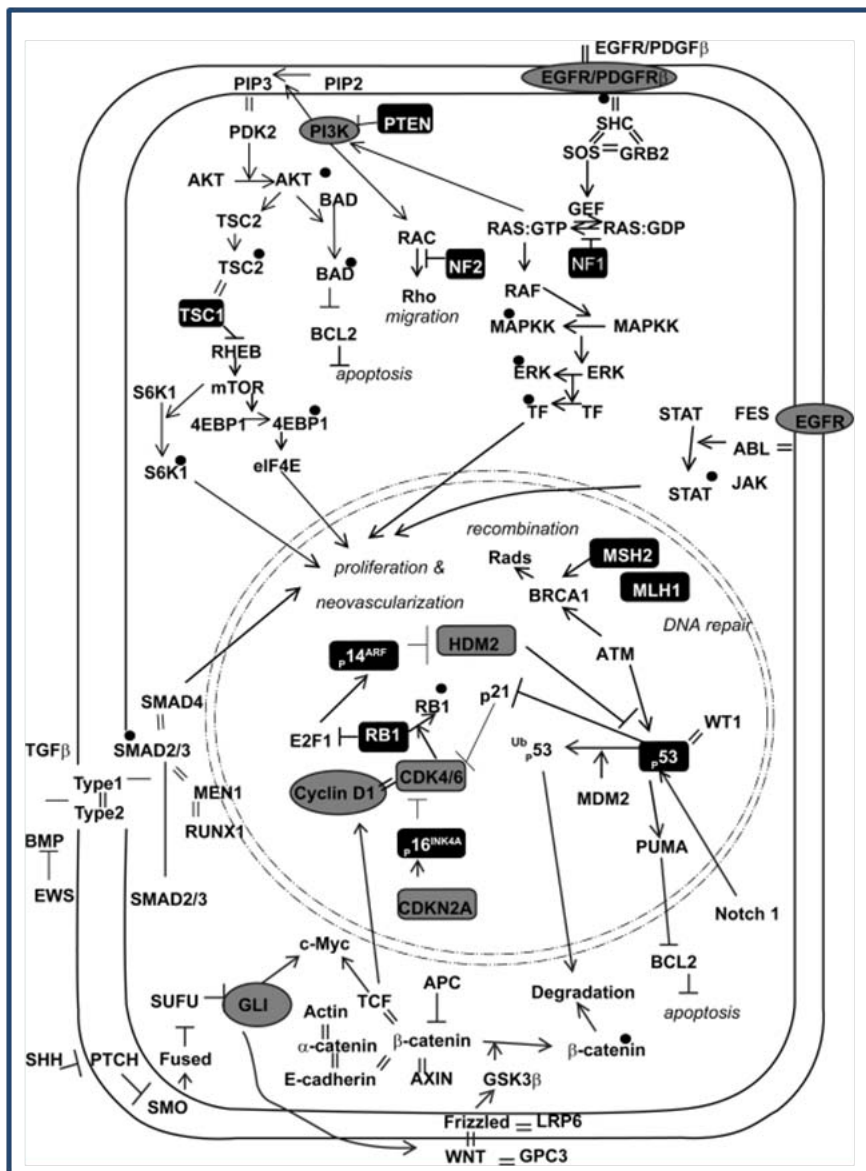 EGFR/PDGFβ
EGFR/PDGFRβ
PIP3
PIP2
PDK2
PI3K
PTEN
SHC
SOS
GRB2
AKT
AKT
BAD
GEF
RAS:GTP
RAS:GDP
TSC2
RAC
NF2
NF1
TSC2
BAD
Rho
migration
RAF
TSC1
MAPKK
MAPKK
RHEB
BCL2
apoptosis
ERK
ERK
S6K1
mTOR
4EBP1
4EBP1
TF
TF
STAT
FES
EGFR
ABL
S6K1
eIF4E
STAT
JAK
recombination
proliferation &
neovascularization
Rads
MSH2
MLH1
BRCA1
DNA repair
P14ARF
HDM2
ATM
SMAD4
RB1
p21
WT1
TGFβ
SMAD2/3
E2F1
RB1
Ub
P53
P53
Type1
Type2
MEN1
RUNX1
Cyclin D1
CDK4/6
MDM2
BMP
P16INK4A
PUMA
EWS
SMAD2/3
CDKN2A
Notch 1
c-Myc
BCL2
apoptosis
SUFU
GLI
TCF
APC
Degradation
Actin
α-catenin
β-catenin
β-catenin
SHH
PTCH
Fused
E-cadherin
AXIN
GSK3β
SMO
Frizzled
LRP6
WNT
GPC3